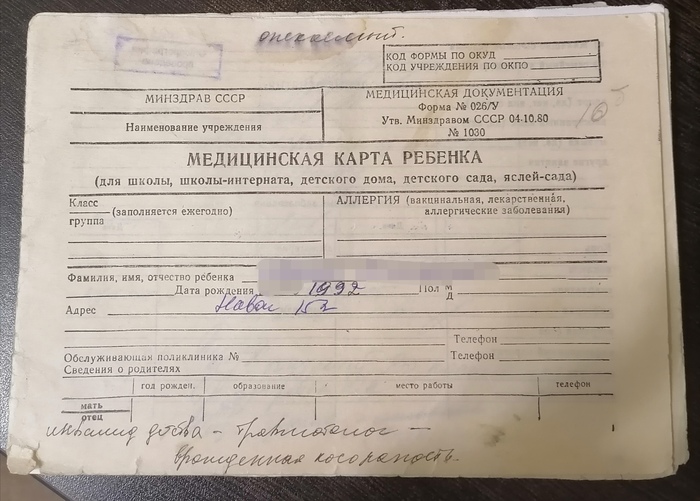 КОД ФОРМЫ ПО ОКУД
КОД УЧРЕЖДЕНИЯ ПО ОКПО
МИНЗДРАВ СССР
Наименование учреждения
МЕДИЦИНСКАЯ ДОКУМЕНТАЦИЯ
Форма № 026/У
Утв. Минздравом СССР 04.10.80
№ 1030
МЕДИЦИНСКАЯ КАРТА РЕБЕНКА
(для школы, школы-интерната, детского дома, детского сада, яслей-сада)
Класс
(заполняется ежегодно)
группа
АЛЛЕРГИЯ (вакцинальная, лекарственная,
аллергические заболевания)
Фамилия, имя, отчество ребенка
Дата рождения 1992 Пол М
Д
Адрес 152
Телефон
Обслуживающая поликлиника № Телефон
Сведения о родителях
год рожден. образование место работы телефон
мать
отец
инвалид детства – травматолог –
врожденная косолапость.